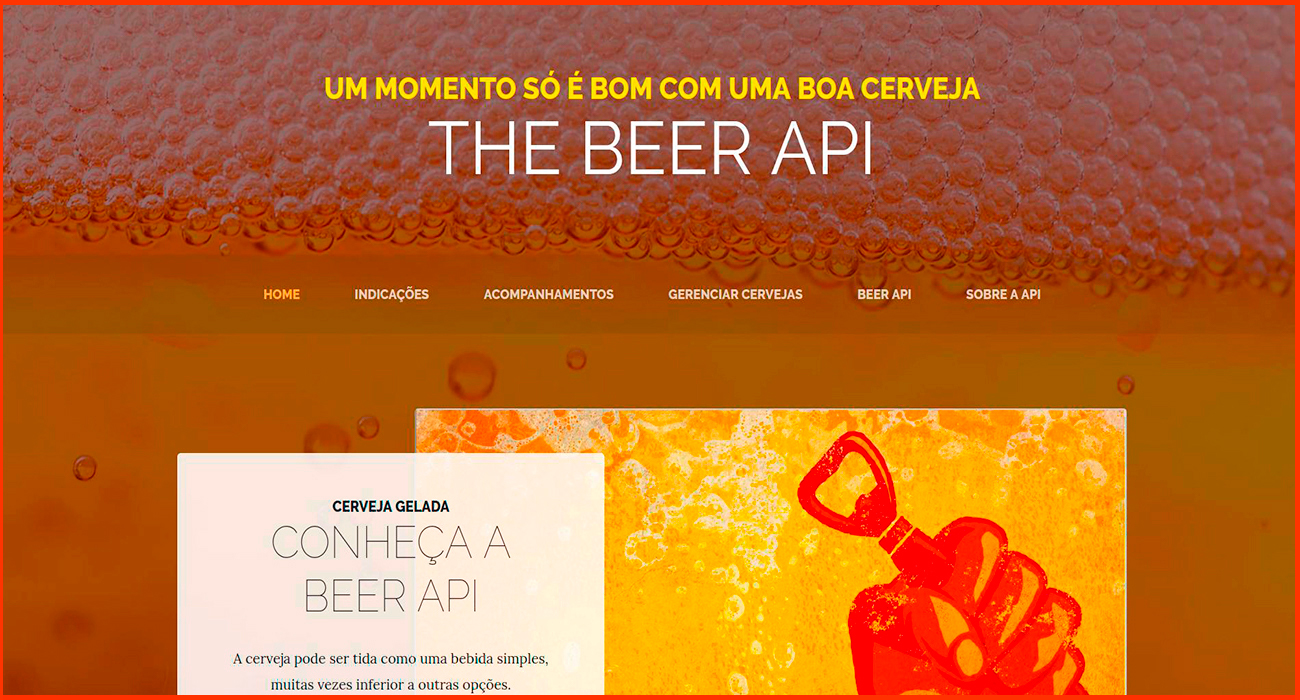 UM MOMENTO SÓ É BOM COM UMA BOA CERVEJA
THE BEER API
HOME INDICAÇÕES ACOMPANHAMENTOS GERENCIAR CERVEJAS BEER API SOBRE A API
CERVEJA GELADA
CONHEÇA A
BEER API
A cerveja pode ser tida como uma bebida simples,
muitas vezes inferior a outras opções.